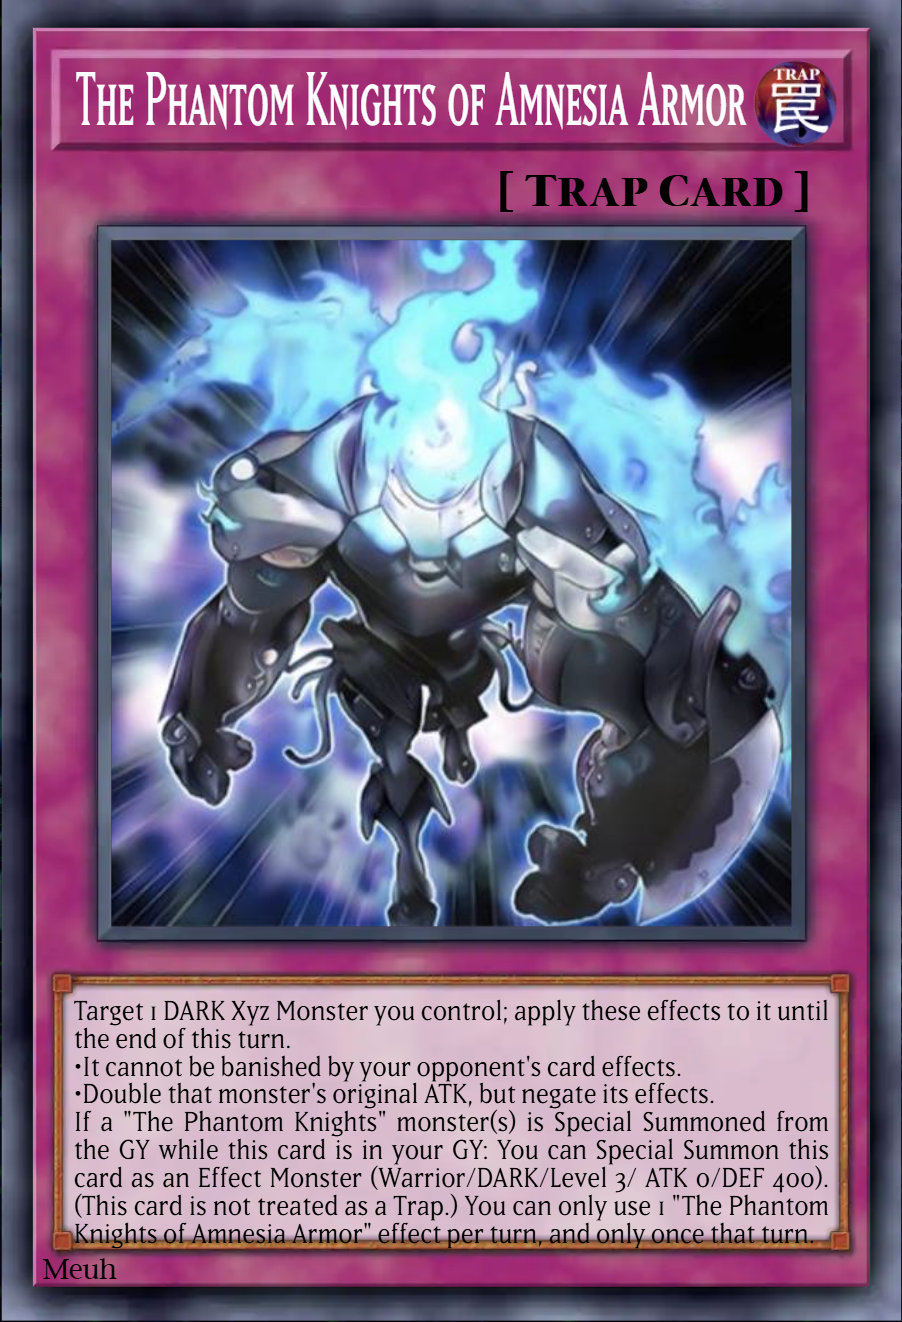 The Phantom Knights of Amnesia Armor
TRAP
罠
[ Trap Card ]
Target 1 DARK Xyz Monster you control; apply these effects to it until
the end of this turn.
•It cannot be banished by your opponent's card effects.
•Double that monster's original ATK, but negate its effects.
If a "The Phantom Knights" monster(s) is Special Summoned from
the GY while this card is in your GY: You can Special Summon this
card as an Effect Monster (Warrior/DARK/Level 3/ ATK 0/DEF 400).
(This card is not treated as a Trap.) You can only use 1 "The Phantom
Knights of Amnesia Armor" effect per turn, and only once that turn.
Meuh